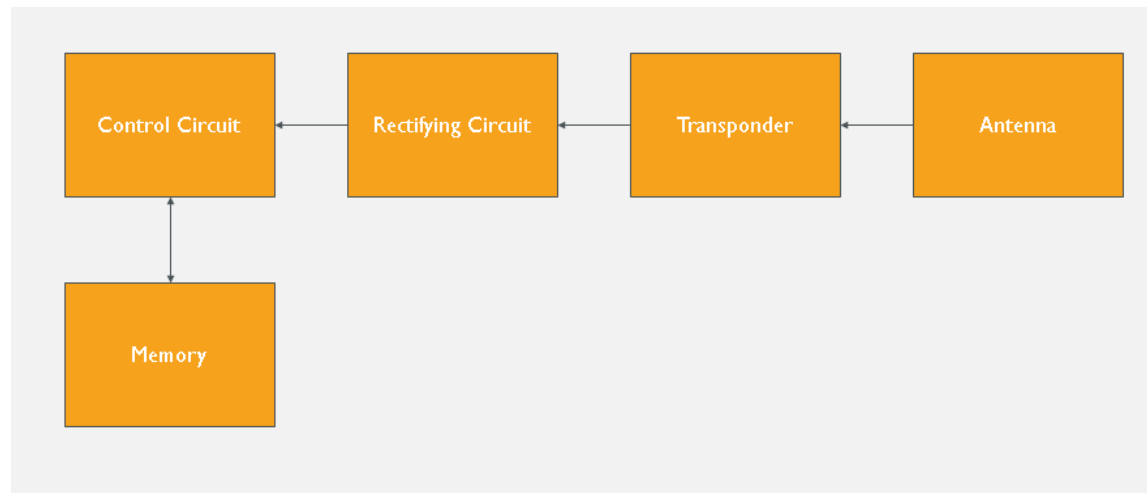 Control Circuit
Rectifying Circuit
Transponder
Antenna
Memory